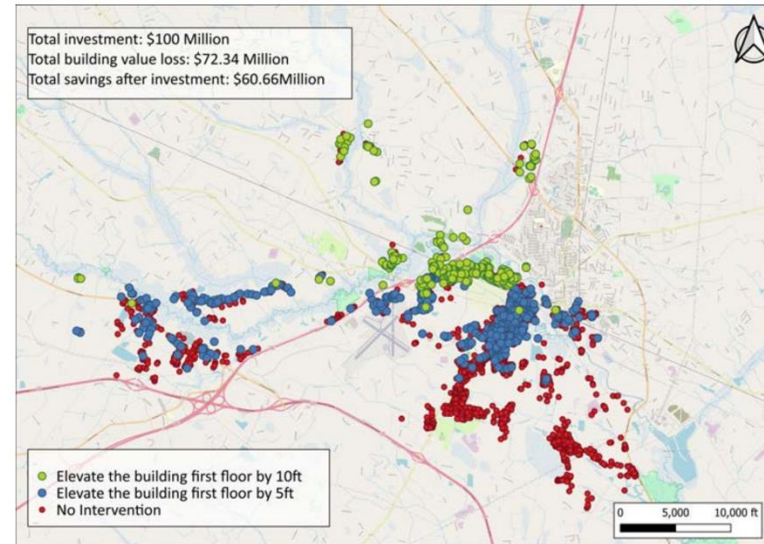 Total investment: $100 Million
Total building value loss: $72.34 Million
Total savings after investment: $60.66Million
Elevate the building first floor by 10ft
Elevate the building first floor by 5ft
No Intervention
0 5,000 10,000 ft